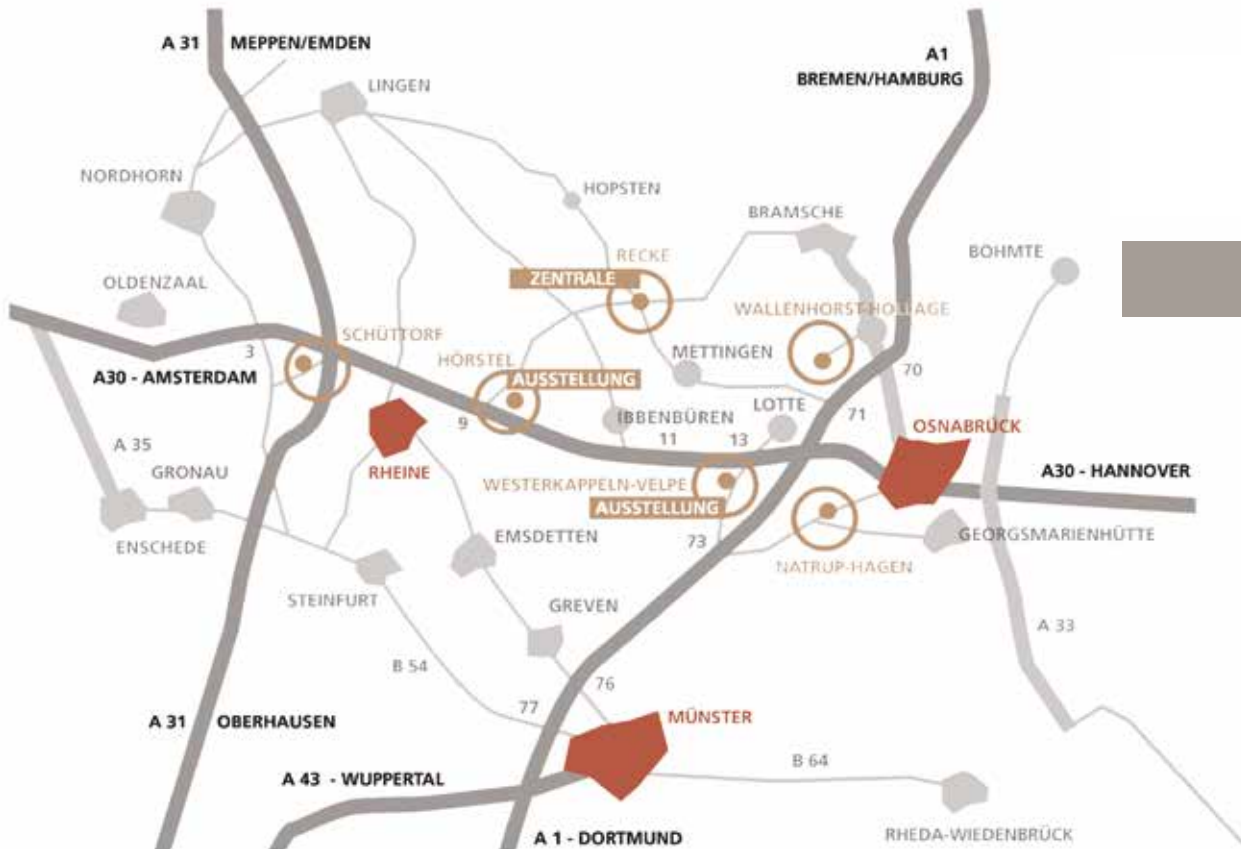 A 31
MEPPEN/EMDEN
A1
BREMEN/HAMBURG
LINGEN
NORDHORN
HOPSTEN
BRAMSCHE
BOHMTE
RECKE
ZENTRALE
OLDENZAAL
WALLENHORST-HOLLAGE
SCHÜTTORF
3
HÖRSTEL
METTINGEN
70
A30 - AMSTERDAM
AUSSTELLUNG
IBBENBÜREN
LOTTE
71
9
11
13
OSNABRÜCK
A 35
RHEINE
GRONAU
WESTERKAPPELN-VELPE
AUSSTELLUNG
A30 - HANNOVER
ENSCHEDE
EMSDETTEN
73
GEORGSMARIENHÜTTE
NATRUP-HAGEN
STEINFURT
GREVEN
A 33
B 54
76
77
MÜNSTER
A 31
OBERHAUSEN
B 64
A 43 - WUPPERTAL
A 1 - DORTMUND
RHEDA-WIEDENBRÜCK